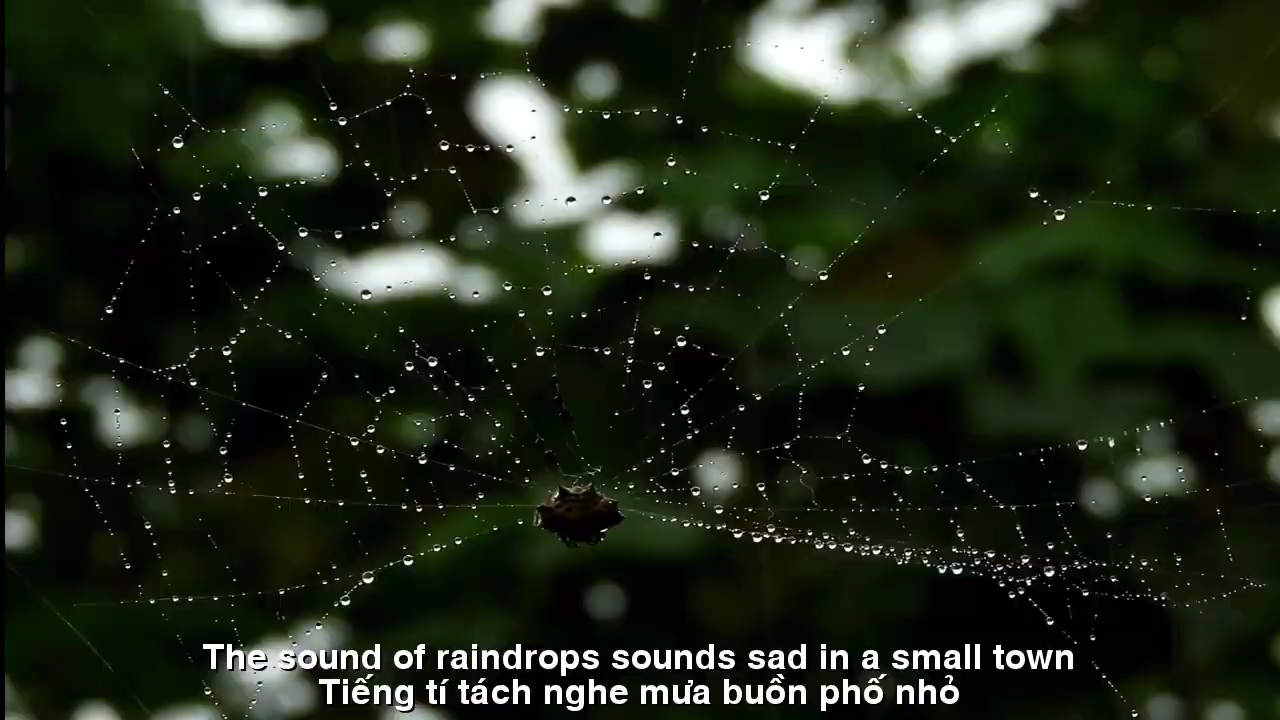 The sound of raindrops sounds sad in a small town
Tiếng tí tách nghe mưa buồn phố nhỏ